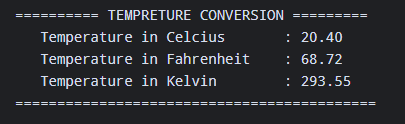 ========== TEMPRETURE CONVERSION =========
Temperature in Celcius : 20.40
Temperature in Fahrenheit : 68.72
Temperature in Kelvin : 293.55
===========================================